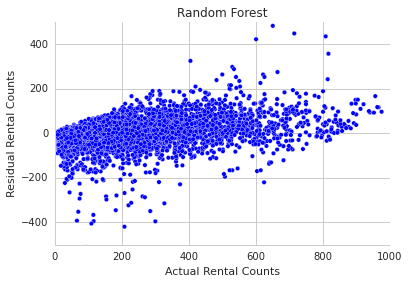 Random Forest
400
200
0
−200
−400
Residual Rental Counts
0 200 400 600 800 1000
Actual Rental Counts